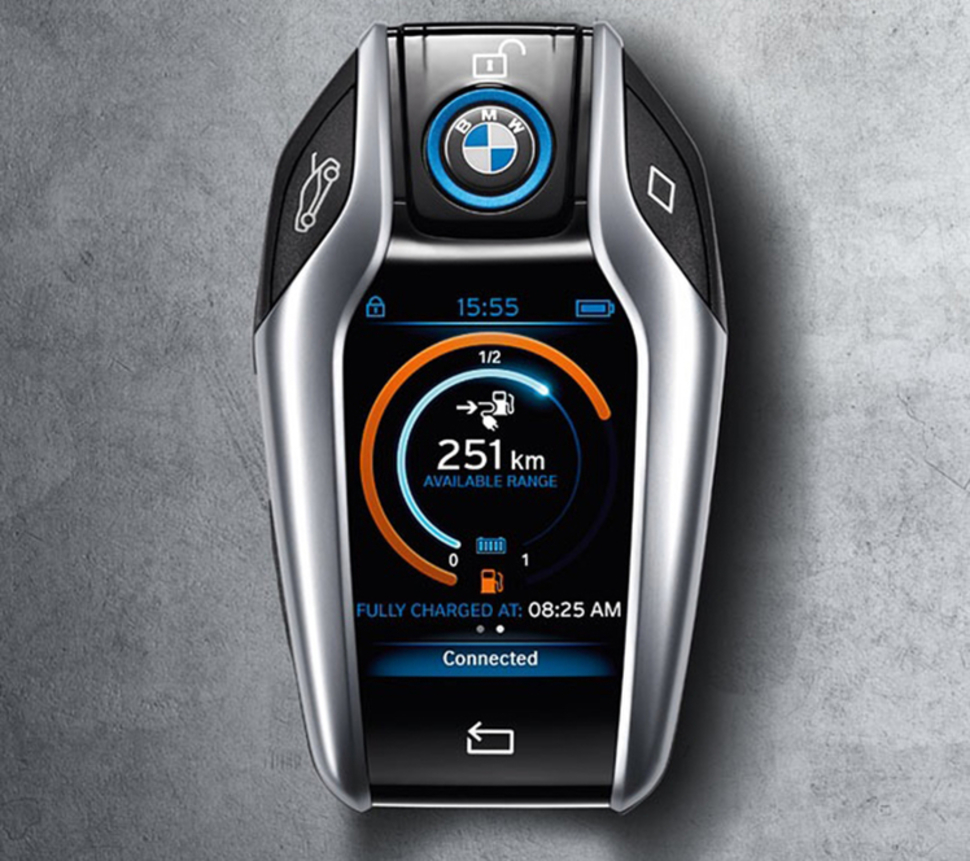 BMW
15:55
1/2
251 km
AVAILABLE RANGE
0 1
FULLY CHARGED AT: 08:25 AM
Connected